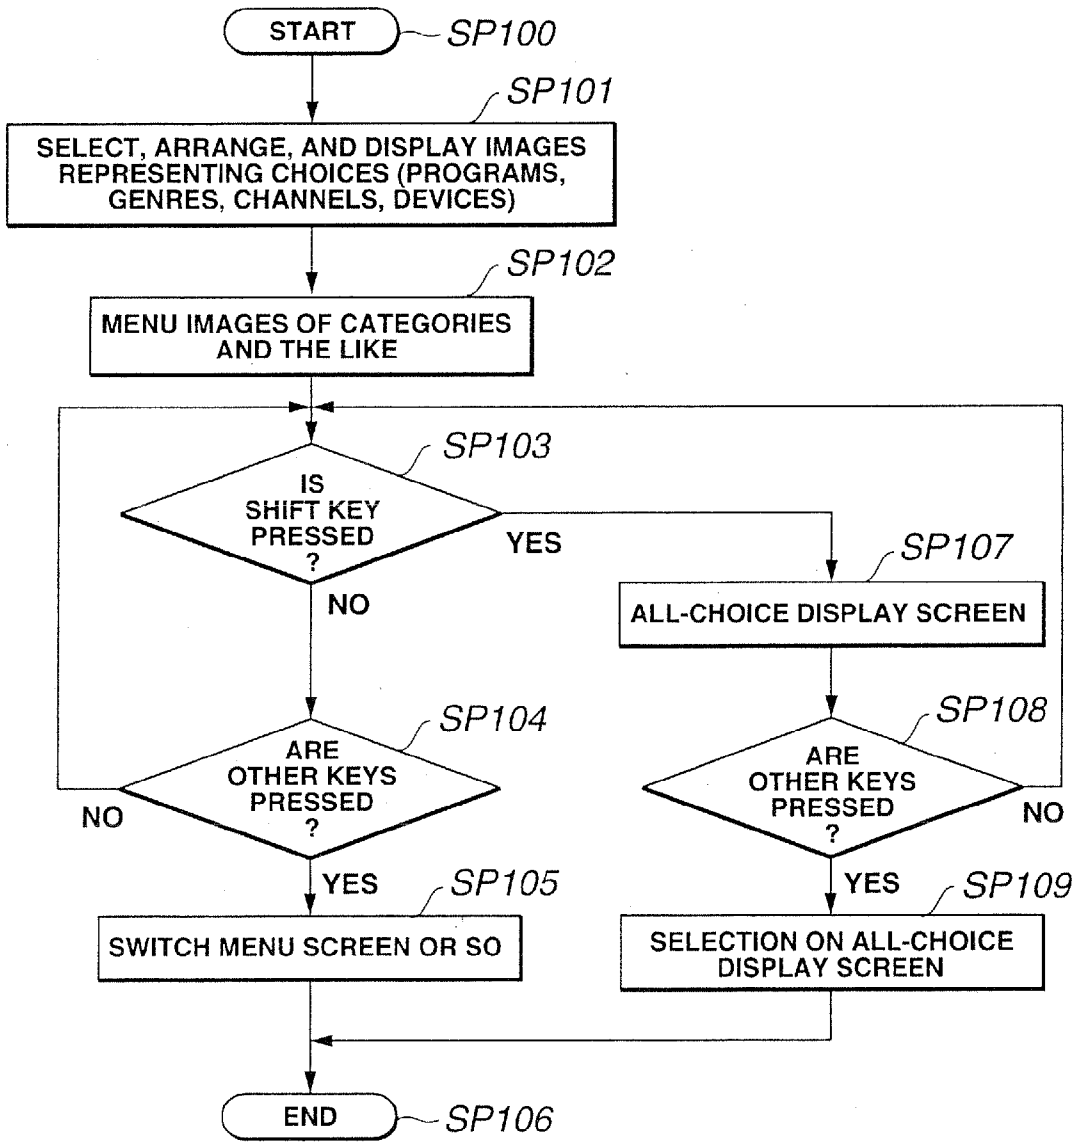 START
SP100
SP101
SELECT, ARRANGE, AND DISPLAY IMAGES
REPRESENTING CHOICES (PROGRAMS,
GENRES, CHANNELS, DEVICES)
SP102
MENU IMAGES OF CATEGORIES
AND THE LIKE
SP103
IS
SHIFT KEY
PRESSED
?
YES
NO
SP107
ALL-CHOICE DISPLAY SCREEN
SP104
ARE
OTHER KEYS
PRESSED
?
NO
YES
SP108
ARE
OTHER KEYS
PRESSED
?
NO
YES
SP105
SWITCH MENU SCREEN OR SO
SP109
SELECTION ON ALL-CHOICE
DISPLAY SCREEN
END
SP106